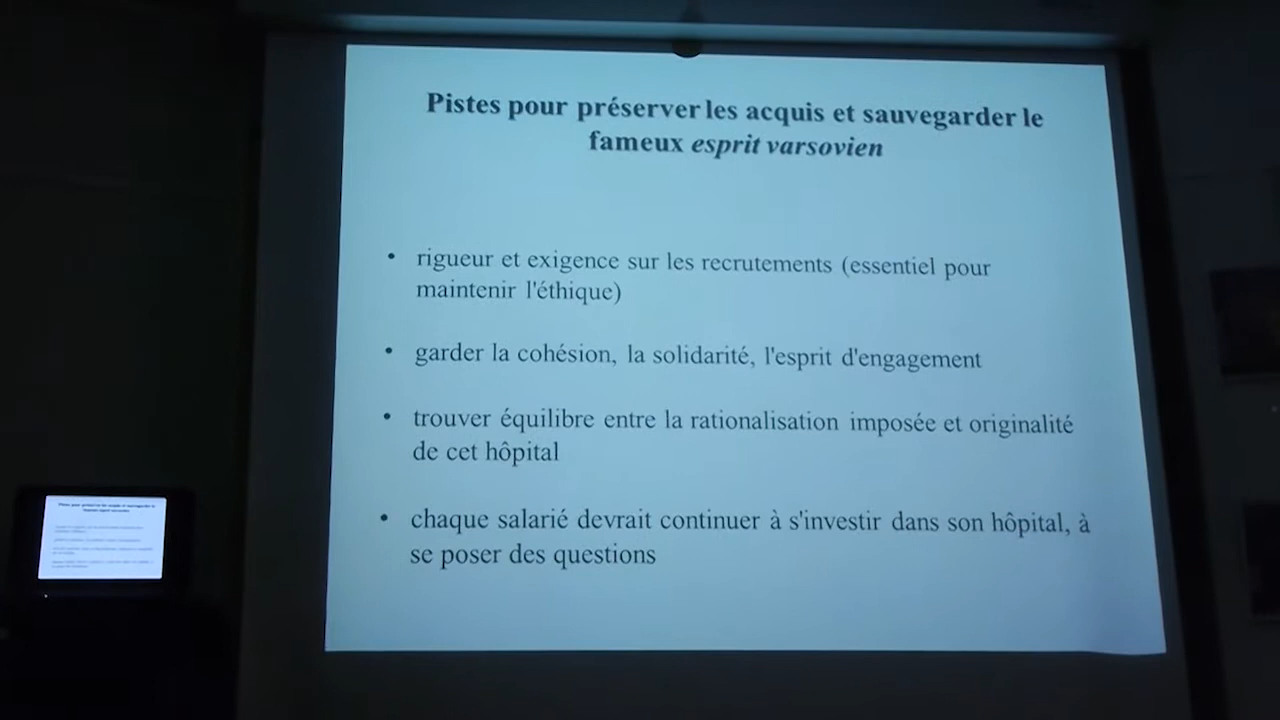 Pistes pour préserver les acquis et sauvegarder le
fameux esprit varsovien
• rigueur et exigence sur les recrutements (essentiel pour
maintenir l'éthique)
• garder la cohésion, la solidarité, l'esprit d'engagement
• trouver équilibre entre la rationalisation imposée et originalité
de cet hôpital
• chaque salarié devrait continuer à s'investir dans son hôpital, à
se poser des questions